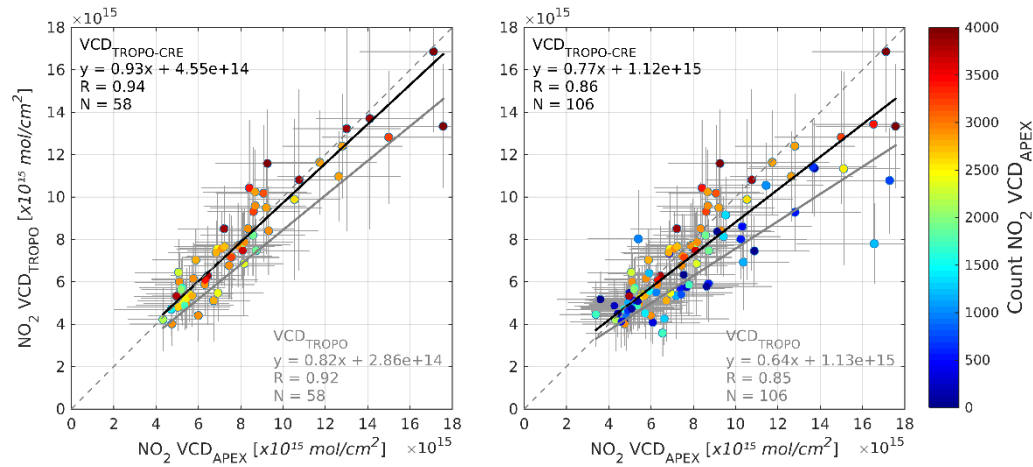 ×10¹⁵
18
16
14
12
10
8
6
4
2
0
NO₂ VCD_TROPO [x10¹⁵ mol/cm²]
VCD_TROPO-CRE
y = 0.93x + 4.55e+14
R = 0.94
N = 58
VCD_TROPO
y = 0.82x + 2.86e+14
R = 0.92
N = 58
0 2 4 6 8 10 12 14 16 18
NO₂ VCD_APEX [x10¹⁵ mol/cm²] ×10¹⁵
×10¹⁵
18
16
14
12
10
8
6
4
2
0
VCD_TROPO-CRE
y = 0.77x + 1.12e+15
R = 0.86
N = 106
VCD_TROPO
y = 0.64x + 1.13e+15
R = 0.85
N = 106
0 2 4 6 8 10 12 14 16 18
NO₂ VCD_APEX [x10¹⁵ mol/cm²] ×10¹⁵
4000
3500
3000
2500
2000
1500
1000
500
0
Count NO₂ VCD_APEX